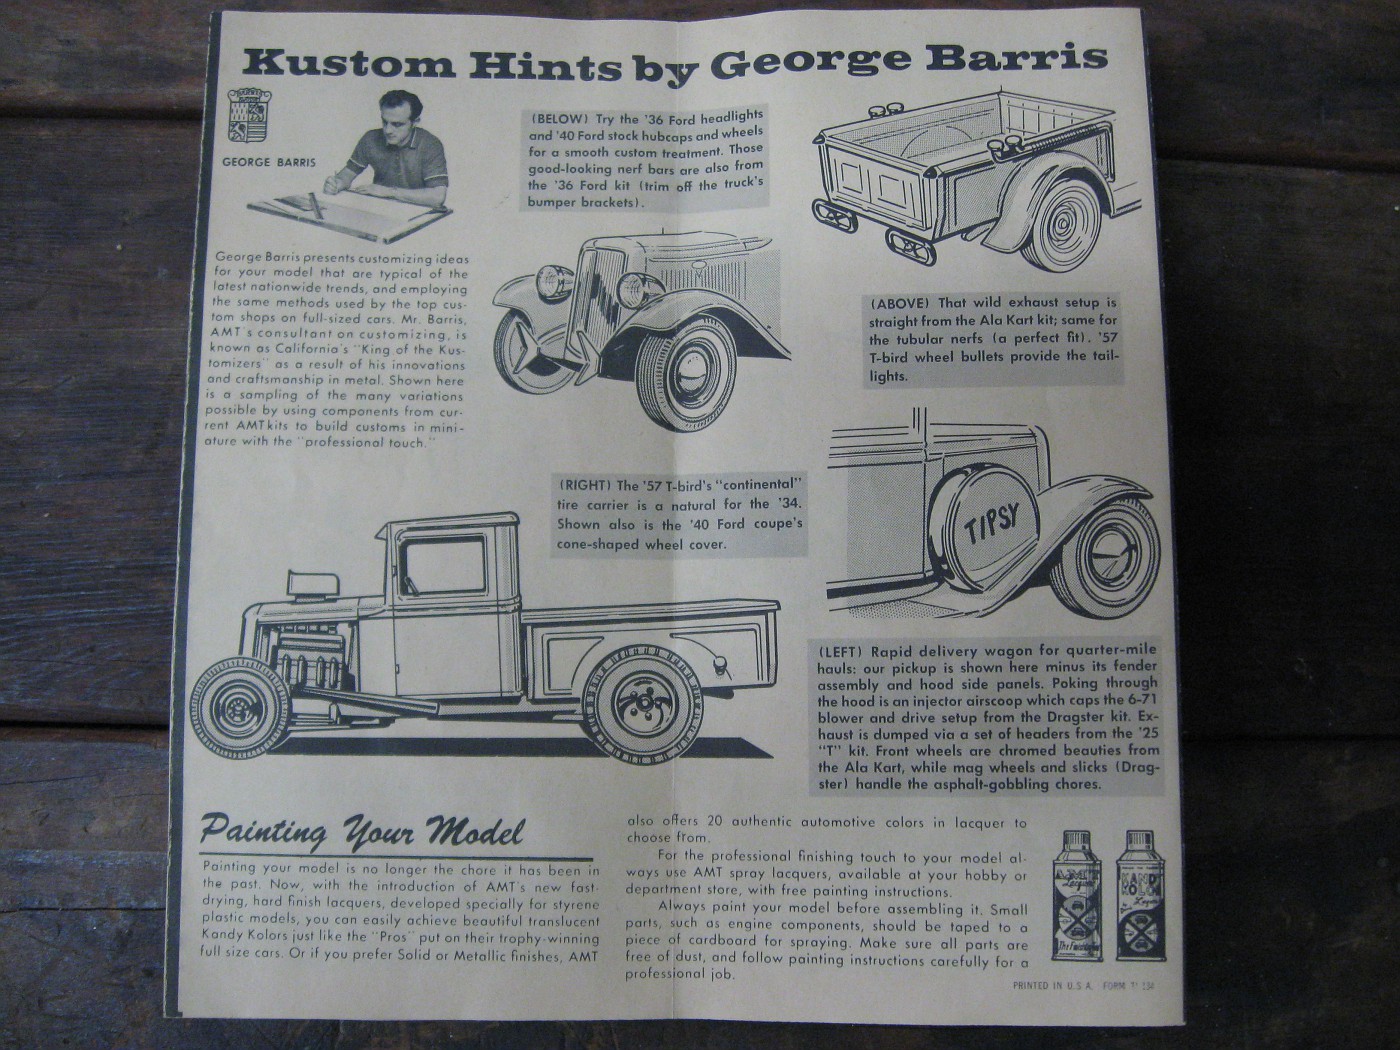 Kustom Hints by George Barris
GEORGE BARRIS
George Barris presents customizing ideas
for your model that are typical of the
latest nationwide trends, and employing
the same methods used by the top cus-
tom shops on full-sized cars. Mr. Barris,
AMT's consultant on customizing, is
known as California's "King of the Kus-
tomizers" as a result of his innovations
and craftsmanship in metal. Shown here
is a sampling of the many variations
possible by using components from cur-
rent AMT kits to build customs in mini-
ature with the "professional touch."
(BELOW) Try the '36 Ford headlights
and '40 Ford stock hubcaps and wheels
for a smooth custom treatment. Those
good-looking nerf bars are also from
the '36 Ford kit (trim off the truck's
bumper brackets).
(ABOVE) That wild exhaust setup is
straight from the Ala Kart kit; same for
the tubular nerfs (a perfect fit). '57
T-bird wheel bullets provide the tail-
lights.
(RIGHT) The '57 T-bird's "continental"
tire carrier is a natural for the '34.
Shown also is the '40 Ford coupe's
cone-shaped wheel cover.
TIPSY
(LEFT) Rapid delivery wagon for quarter-mile
hauls: our pickup is shown here minus its fender
assembly and hood side panels. Poking through
the hood is an injector airscoop which caps the 6-71
blower and drive setup from the Dragster kit. Ex-
haust is dumped via a set of headers from the '25
"T" kit. Front wheels are chromed beauties from
the Ala Kart, while mag wheels and slicks (Drag-
ster) handle the asphalt-gobbling chores.
Painting Your Model
Painting your model is no longer the chore it has been in
the past. Now, with the introduction of AMT's new fast-
drying, hard finish lacquers, developed specially for styrene
plastic models, you can easily achieve beautiful translucent
Kandy Kolors just like the "Pros" put on their trophy-winning
full size cars. Or if you prefer Solid or Metallic finishes, AMT
also offers 20 authentic automotive colors in lacquer to
choose from.
For the professional finishing touch to your model al-
ways use AMT spray lacquers, available at your hobby or
department store, with free painting instructions.
Always paint your model before assembling it. Small
parts, such as engine components, should be taped to a
piece of cardboard for spraying. Make sure all parts are
free of dust, and follow painting instructions carefully for a
professional job.
AMT
Lacquer
KANDY
KOLOR
Lacquer
PRINTED IN U.S.A. FORM